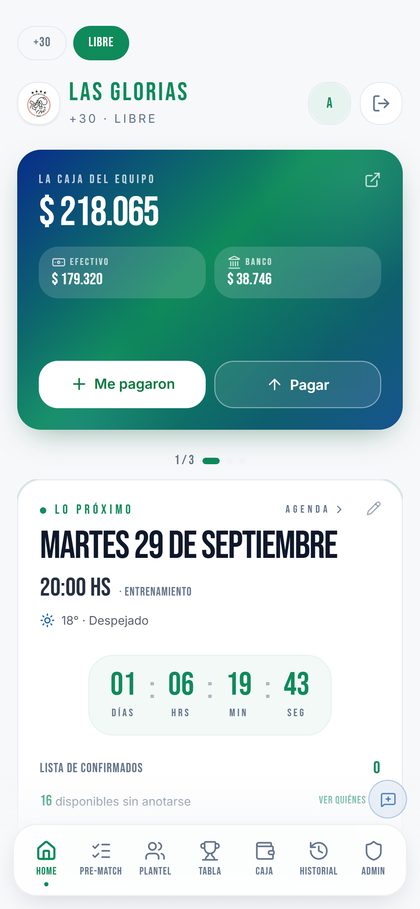 +30 LIBRE
LAS GLORIAS
+30 · LIBRE
A
LA CAJA DEL EQUIPO
$ 218.065
EFECTIVO
$ 179.320
BANCO
$ 38.746
+ Me pagaron
↑ Pagar
1/3
LO PRÓXIMO
AGENDA >
MARTES 29 DE SEPTIEMBRE
20:00 HS · ENTRENAMIENTO
18° · Despejado
01 : 06 : 19 : 43
DÍAS HRS MIN SEG
LISTA DE CONFIRMADOS 0
16 disponibles sin anotarse VER QUIÉNES
HOME PRE-MATCH PLANTEL TABLA CAJA HISTORIAL ADMIN